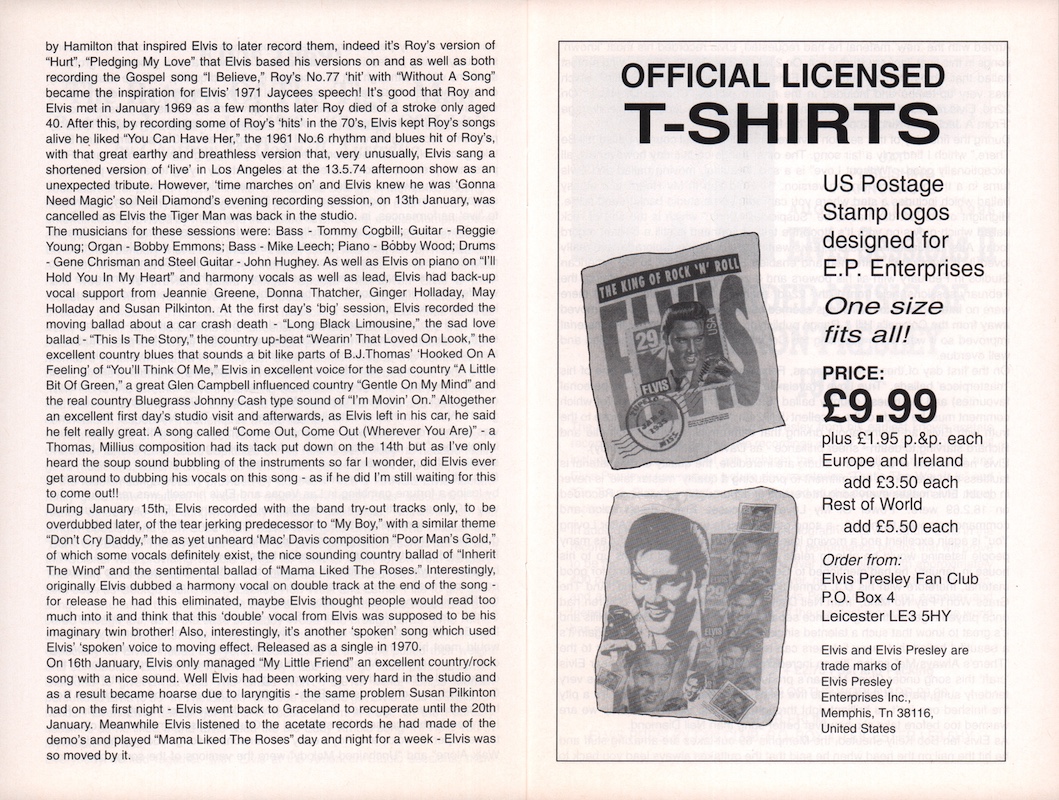 by Hamilton that inspired Elvis to later record them, indeed it's Roy's version of
"Hurt", "Pledging My Love" that Elvis based his versions on and as well as both
recording the Gospel song "I Believe," Roy's No.77 'hit' with "Without A Song"
became the inspiration for Elvis' 1971 Jaycees speech! It's good that Roy and
Elvis met in January 1969 as a few months later Roy died of a stroke only aged
40. After this, by recording some of Roy's 'hits' in the 70's, Elvis kept Roy's songs
alive he liked "You Can Have Her," the 1961 No.6 rhythm and blues hit of Roy's,
with that great earthy and breathless version that, very unusually, Elvis sang a
shortened version of 'live' in Los Angeles at the 13.5.74 afternoon show as an
unexpected tribute. However, 'time marches on' and Elvis knew he was 'Gonna
Need Magic' so Neil Diamond's evening recording session, on 13th January, was
cancelled as Elvis the Tiger Man was back in the studio.
The musicians for these sessions were: Bass - Tommy Cogbill; Guitar - Reggie
Young; Organ - Bobby Emmons; Bass - Mike Leech; Piano - Bobby Wood; Drums
- Gene Chrisman and Steel Guitar - John Hughey. As well as Elvis on piano on "I'll
Hold You In My Heart" and harmony vocals as well as lead, Elvis had back-up
vocal support from Jeannie Greene, Donna Thatcher, Ginger Holladay, May
Holladay and Susan Pilkinton. At the first day's 'big' session, Elvis recorded the
moving ballad about a car crash death - "Long Black Limousine," the sad love
ballad - "This Is The Story," the country up-beat "Wearin' That Loved On Look," the
excellent country blues that sounds a bit like parts of B.J.Thomas' 'Hooked On A
Feeling' of "You'll Think Of Me," Elvis in excellent voice for the sad country "A Little
Bit Of Green," a great Glen Campbell influenced country "Gentle On My Mind" and
the real country Bluegrass Johnny Cash type sound of "I'm Movin' On." Altogether
an excellent first day's studio visit and afterwards, as Elvis left in his car, he said
he felt really great. A song called "Come Out, Come Out (Wherever You Are)" - a
Thomas, Millius composition had its tack put down on the 14th but as I've only
heard the soup sound bubbling of the instruments so far I wonder, did Elvis ever
get around to dubbing his vocals on this song - as if he did I'm still waiting for this
to come out!!
During January 15th, Elvis recorded with the band try-out tracks only, to be
overdubbed later, of the tear jerking predecessor to "My Boy," with a similar theme
"Don't Cry Daddy," the as yet unheard 'Mac' Davis composition "Poor Man's Gold,"
of which some vocals definitely exist, the nice sounding country ballad of "Inherit
The Wind" and the sentimental ballad of "Mama Liked The Roses." Interestingly,
originally Elvis dubbed a harmony vocal on double track at the end of the song -
for release he had this eliminated, maybe Elvis thought people would read too
much into it and think that this 'double' vocal from Elvis was supposed to be his
imaginary twin brother! Also, interestingly, it's another 'spoken' song which used
Elvis' 'spoken' voice to moving effect. Released as a single in 1970.
On 16th January, Elvis only managed "My Little Friend" an excellent country/rock
song with a nice sound. Well Elvis had been working very hard in the studio and
as a result became hoarse due to laryngitis - the same problem Susan Pilkinton
had on the first night - Elvis went back to Graceland to recuperate until the 20th
January. Meanwhile Elvis listened to the acetate records he had made of the
demo's and played "Mama Liked The Roses" day and night for a week - Elvis was
so moved by it.
OFFICIAL LICENSED
T-SHIRTS
US Postage
Stamp logos
designed for
E.P. Enterprises
One size
fits all!
THE KING OF ROCK 'N' ROLL
ELVIS
29
USA
ELVIS
PRICE:
£9.99
plus £1.95 p.&p. each
Europe and Ireland
add £3.50 each
Rest of World
add £5.50 each
Order from:
Elvis Presley Fan Club
P.O. Box 4
Leicester LE3 5HY
Elvis and Elvis Presley are
trade marks of
Elvis Presley
Enterprises Inc.,
Memphis, Tn 38116,
United States